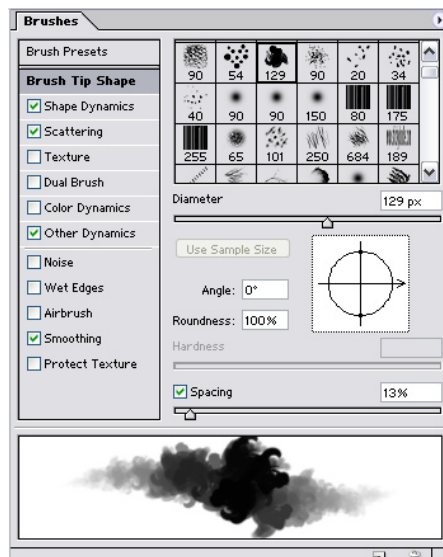 Brushes
Brush Presets
Brush Tip Shape
Shape Dynamics
Scattering
Texture
Dual Brush
Color Dynamics
Other Dynamics
Noise
Wet Edges
Airbrush
Smoothing
Protect Texture
90 54 129 90 20 34
40 90 90 150 80 175
255 65 101 250 684 189
Diameter 129 px
Use Sample Size
Angle: 0°
Roundness: 100%
Hardness
Spacing 13%